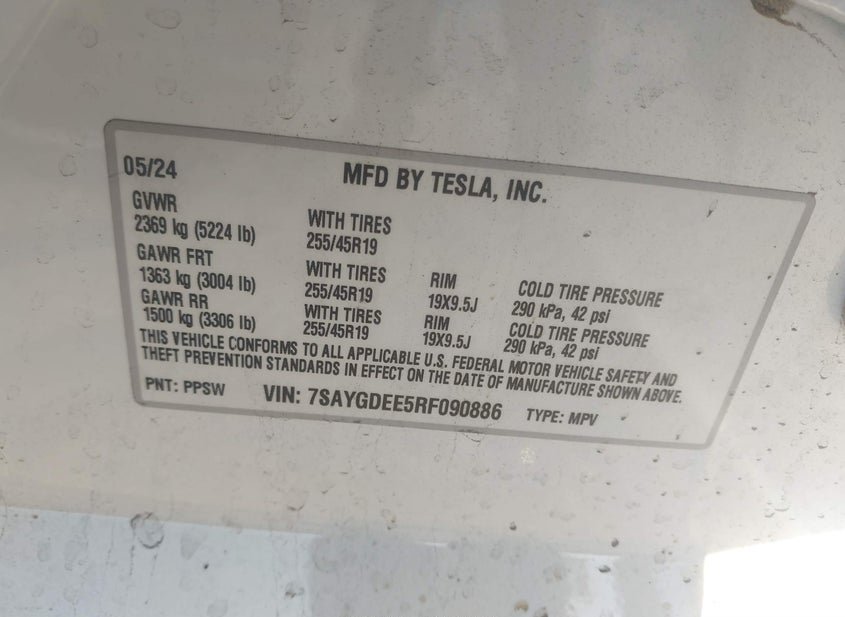 05/24 MFD BY TESLA, INC.
GVWR
2369 kg (5224 lb) WITH TIRES 255/45R19
GAWR FRT
1363 kg (3004 lb) WITH TIRES 255/45R19 RIM 19X9.5J COLD TIRE PRESSURE 290 kPa, 42 psi
GAWR RR
1500 kg (3306 lb) WITH TIRES 255/45R19 RIM 19X9.5J COLD TIRE PRESSURE 290 kPa, 42 psi
THIS VEHICLE CONFORMS TO ALL APPLICABLE U.S. FEDERAL MOTOR VEHICLE SAFETY AND
THEFT PREVENTION STANDARDS IN EFFECT ON THE DATE OF MANUFACTURE SHOWN ABOVE.
PNT: PPSW VIN: 7SAYGDEE5RF090886 TYPE: MPV